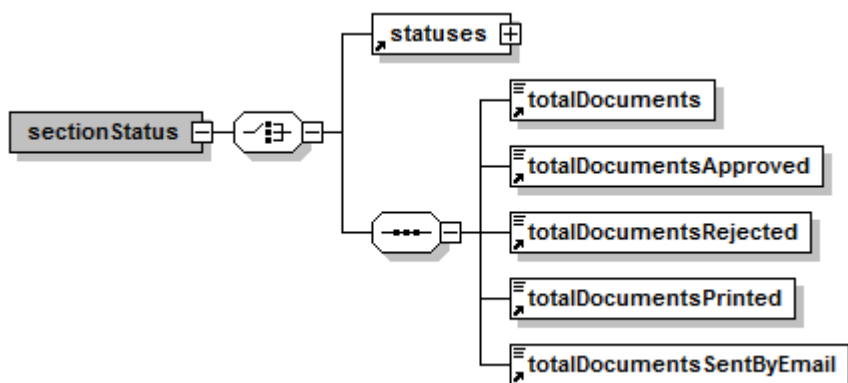 statuses
totalDocuments
sectionStatus
totalDocumentsApproved
totalDocumentsRejected
totalDocumentsPrinted
totalDocumentsSentByEmail